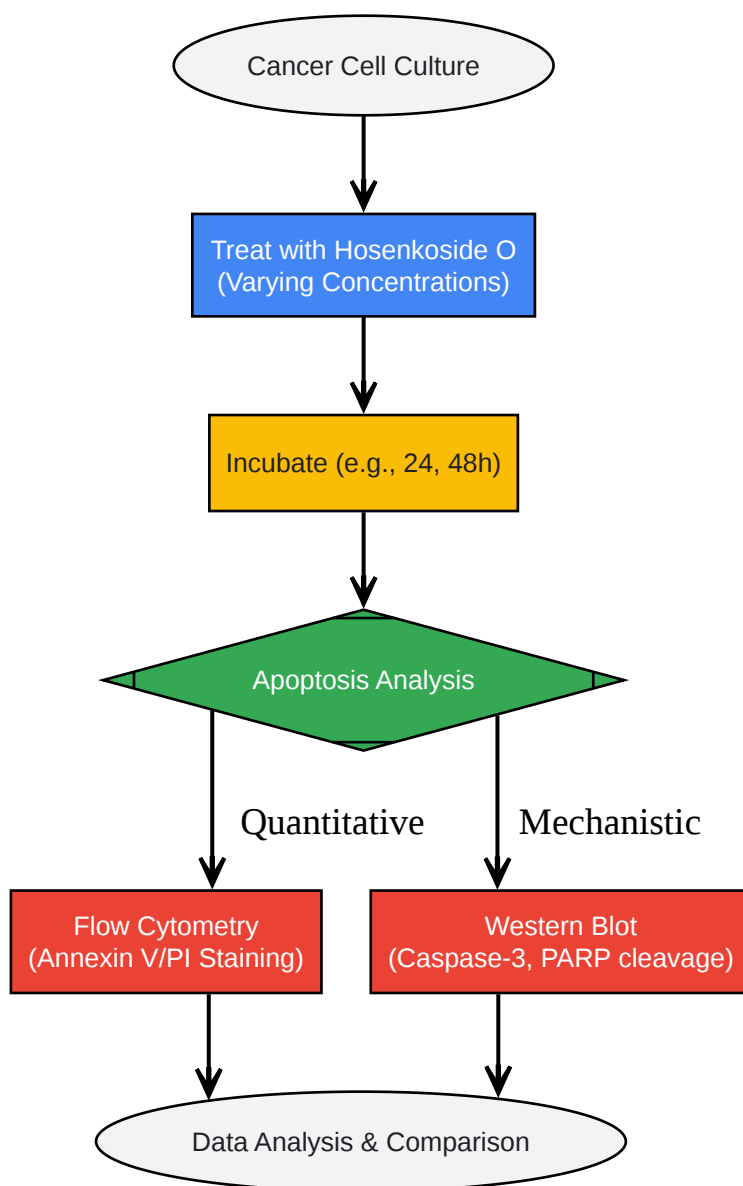 Cancer Cell Culture
Treat with Hosenkoside O
(Varying Concentrations)
Incubate (e.g., 24, 48h)
Apoptosis Analysis
Quantitative
Mechanistic
Flow Cytometry
(Annexin V/PI Staining)
Western Blot
(Caspase-3, PARP cleavage)
Data Analysis & Comparison